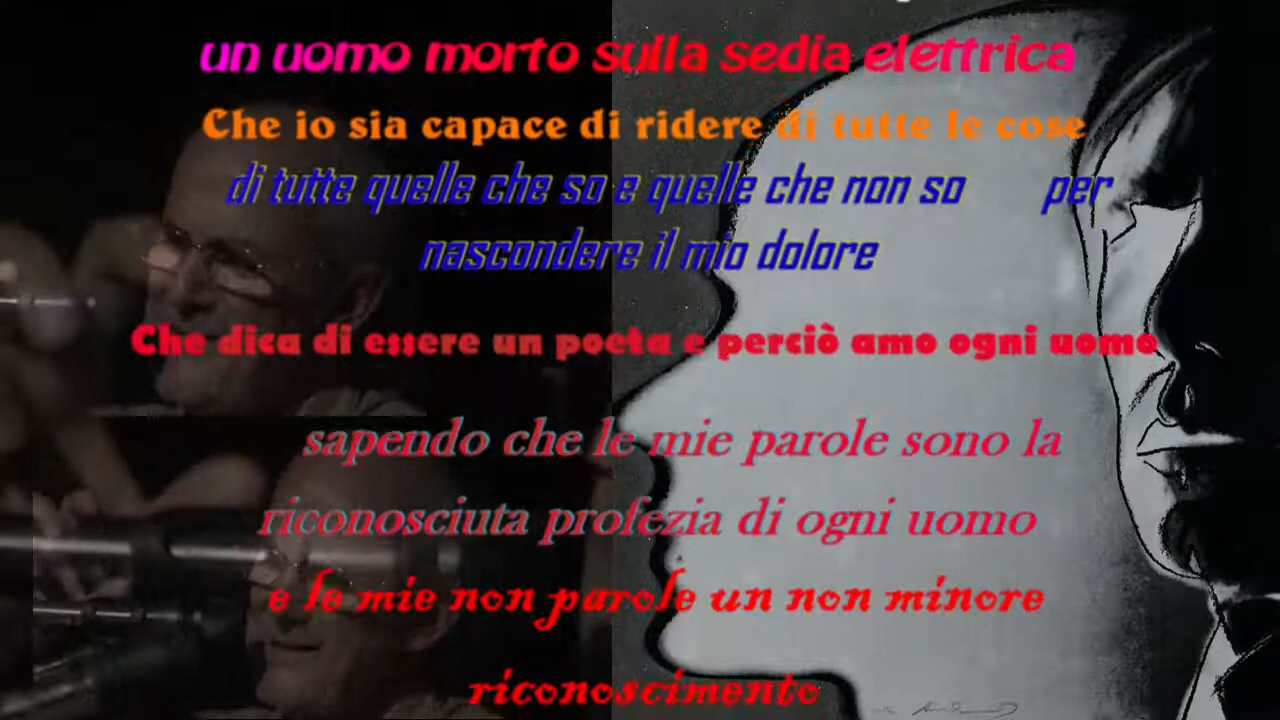 un uomo morto sulla sedia elettrica
Che io sia capace di ridere di tutte le cose
di tutte quelle che so e quelle che non so per
nascondere il mio dolore
Che dica di essere un poeta e perciò amo ogni uomo
sapendo che le mie parole sono la
riconosciuta profezia di ogni uomo
e le mie non parole un non minore
riconoscimento